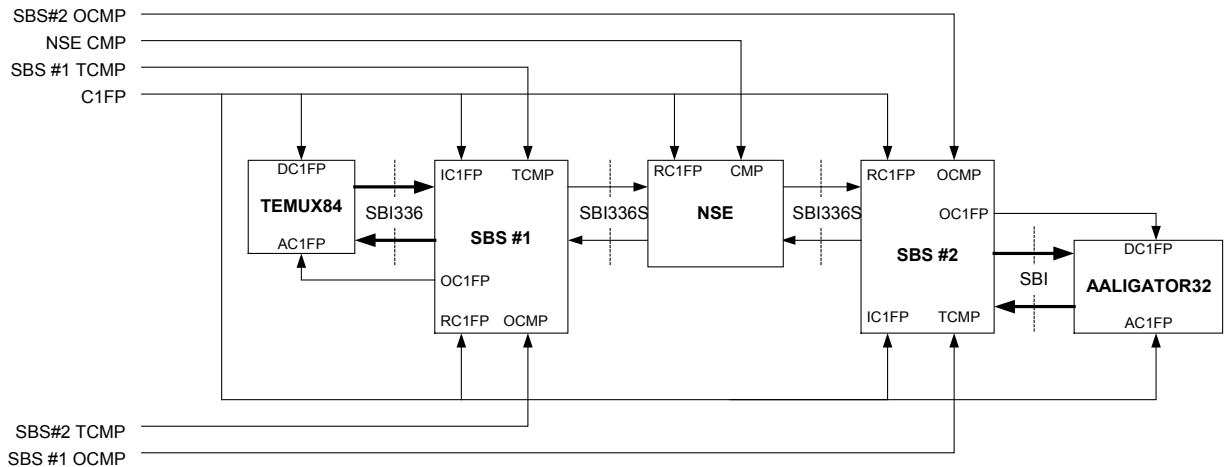 SBS#2 OCMP
NSE CMP
SBS #1 TCMP
C1FP
DC1FP
TEMUX84
AC1FP
SBI336
IC1FP TCMP
SBS #1
OC1FP
RC1FP OCMP
SBI336S
RC1FP CMP
NSE
SBI336S
RC1FP OCMP
OC1FP
SBS #2
IC1FP TCMP
SBI
DC1FP
AALIGATOR32
AC1FP
SBS#2 TCMP
SBS #1 OCMP